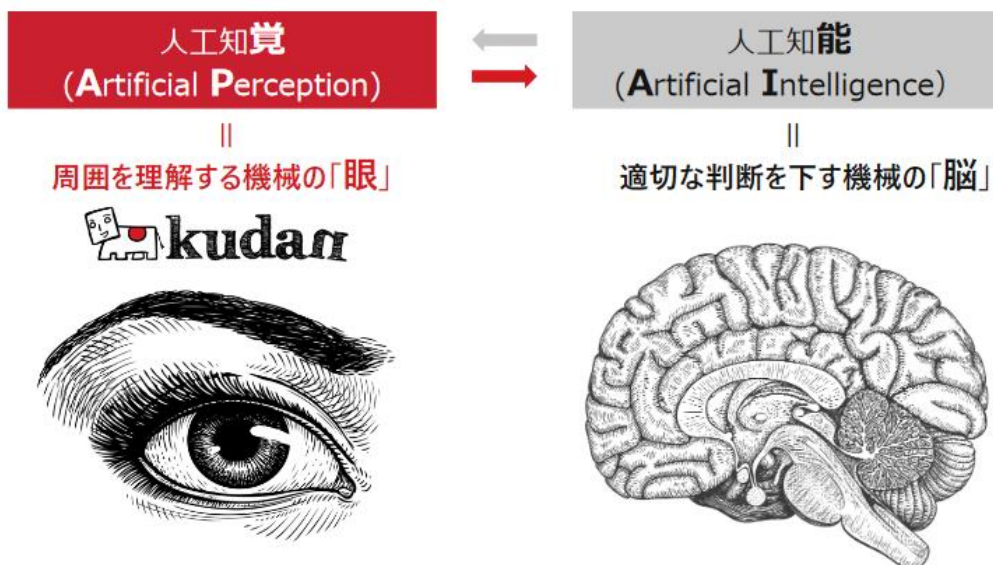 人工知覚
(Artificial Perception)
||
周囲を理解する機械の「眼」
kudan
人工知能
(Artificial Intelligence)
||
適切な判断を下す機械の「脳」